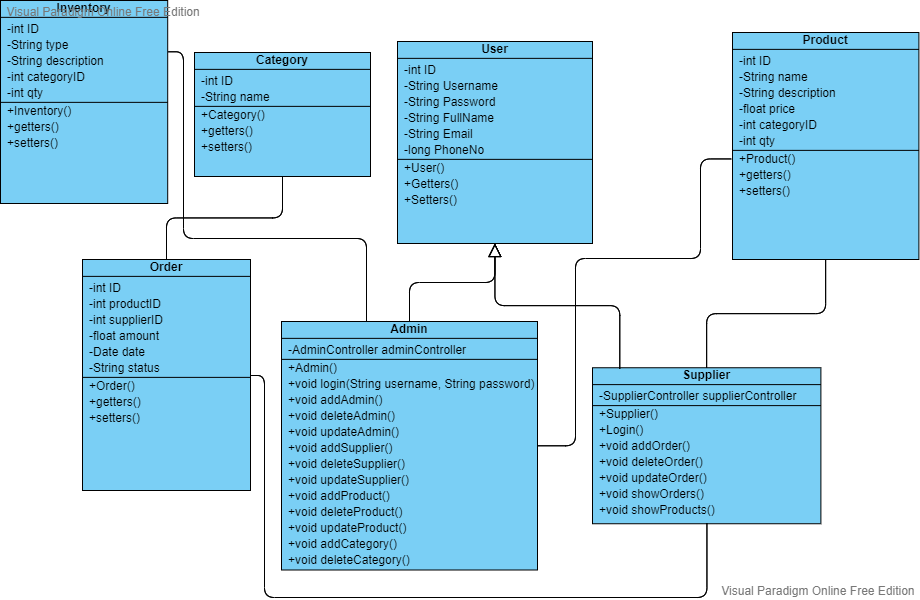 Visual Paradigm Online Free Edition
Inventory
-int ID
-String type
-String description
-int categoryID
-int qty
+Inventory()
+getters()
+setters()
Category
-int ID
-String name
+Category()
+getters()
+setters()
User
-int ID
-String Username
-String Password
-String FullName
-String Email
-long PhoneNo
+User()
+Getters()
+Setters()
Product
-int ID
-String name
-String description
-float price
-int categoryID
-int qty
+Product()
+getters()
+setters()
Order
-int ID
-int productID
-int supplierID
-float amount
-Date date
-String status
+Order()
+getters()
+setters()
Admin
-AdminController adminController
+Admin()
+void login(String username, String password)
+void addAdmin()
+void deleteAdmin()
+void updateAdmin()
+void addSupplier()
+void deleteSupplier()
+void updateSupplier()
+void addProduct()
+void deleteProduct()
+void updateProduct()
+void addCategory()
+void deleteCategory()
Supplier
-SupplierController supplierController
+Supplier()
+Login()
+void addOrder()
+void deleteOrder()
+void updateOrder()
+void showOrders()
+void showProducts()
Visual Paradigm Online Free Edition